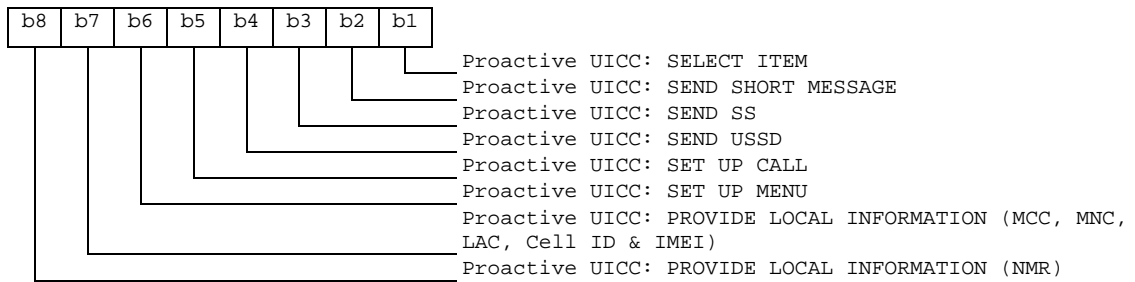 b8 b7 b6 b5 b4 b3 b2 b1
Proactive UICC: SELECT ITEM
Proactive UICC: SEND SHORT MESSAGE
Proactive UICC: SEND SS
Proactive UICC: SEND USSD
Proactive UICC: SET UP CALL
Proactive UICC: SET UP MENU
Proactive UICC: PROVIDE LOCAL INFORMATION (MCC, MNC,
LAC, Cell ID & IMEI)
Proactive UICC: PROVIDE LOCAL INFORMATION (NMR)